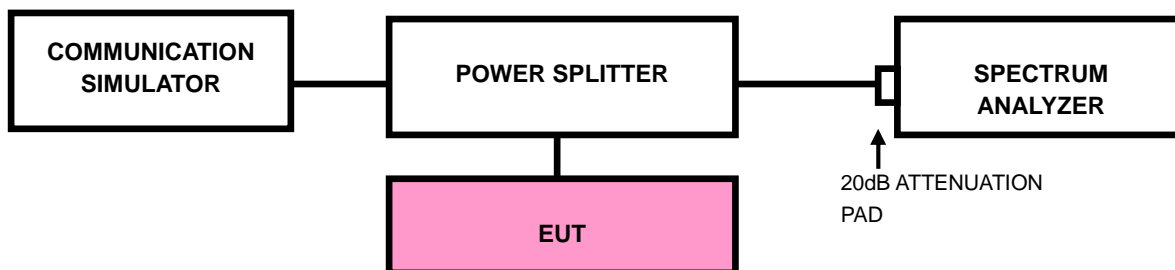 COMMUNICATION
SIMULATOR
POWER SPLITTER
SPECTRUM
ANALYZER
20dB ATTENUATION
PAD
EUT